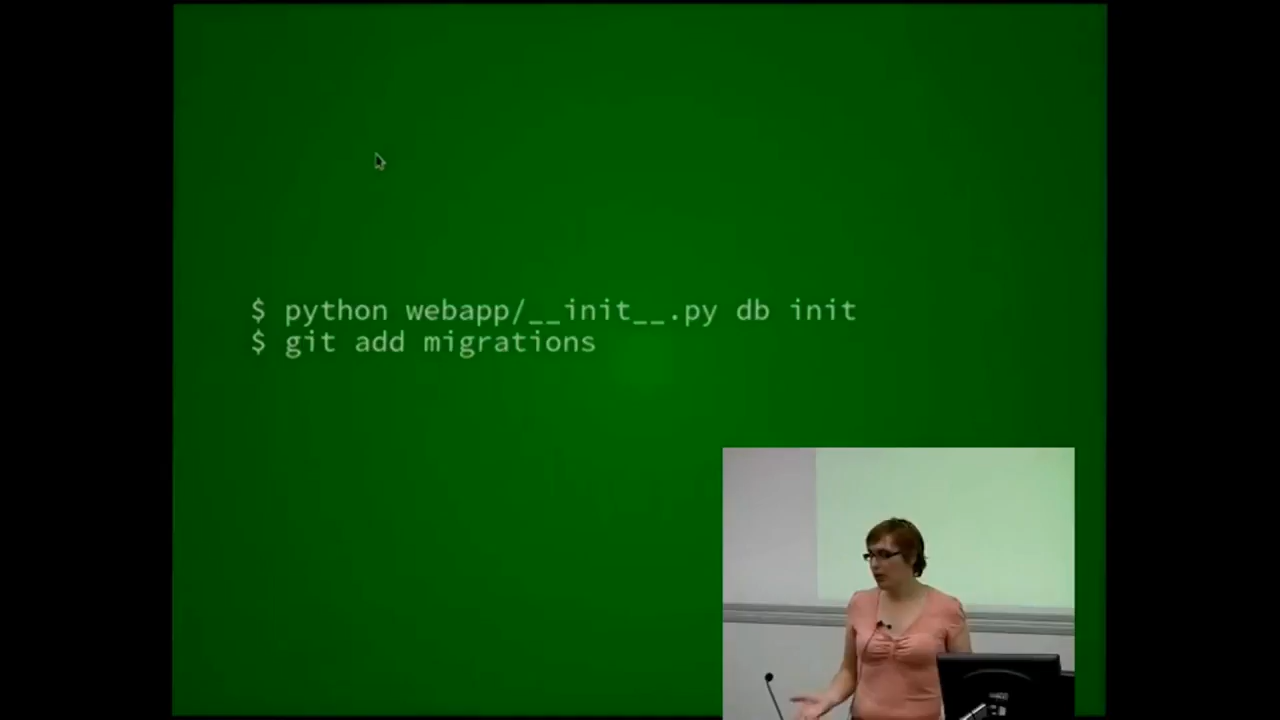 $ python webapp/__init__.py db init
$ git add migrations